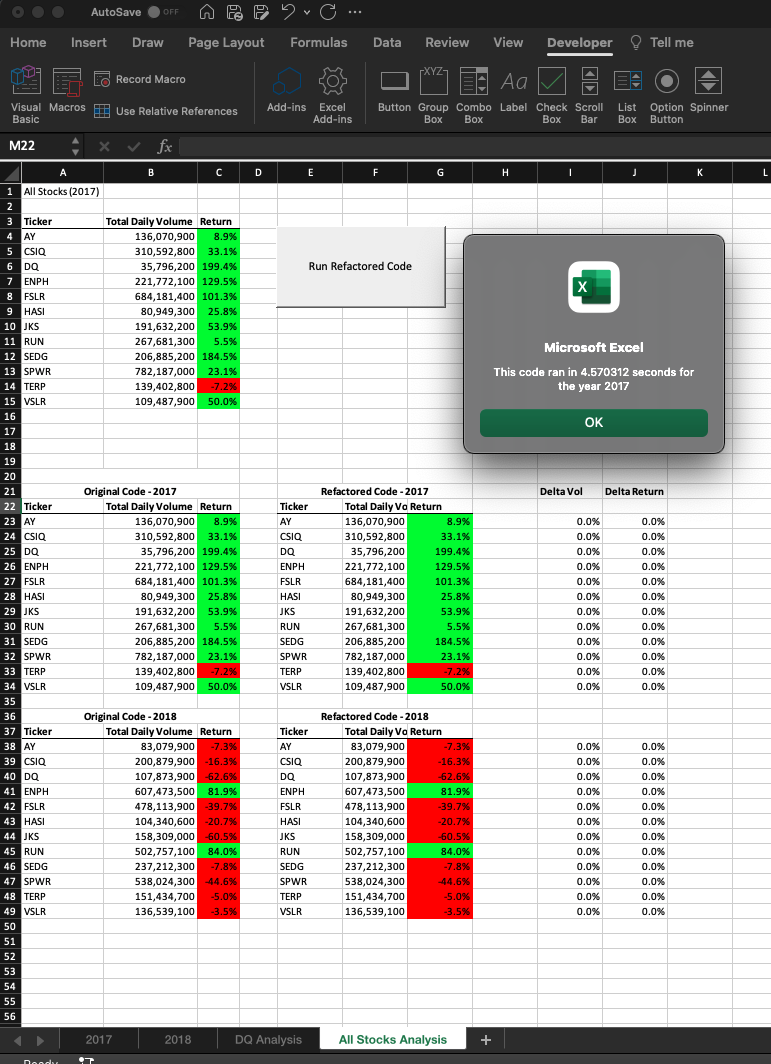 AutoSave OFF
Home Insert Draw Page Layout Formulas Data Review View Developer Tell me
Visual Basic Macros Record Macro Use Relative References Add-ins Excel Add-ins Button Group Box Combo Box Label Check Box Scroll Bar List Box Option Button Spinner
XYZ Aa
M22 fx
A B C D E F G H I J K L
1 All Stocks (2017)
2
3 Ticker Total Daily Volume Return
4 AY 136,070,900 8.9%
5 CSIQ 310,592,800 33.1%
6 DQ 35,796,200 199.4%
7 ENPH 221,772,100 129.5%
8 FSLR 684,181,400 101.3%
9 HASI 80,949,300 25.8%
10 JKS 191,632,200 53.9%
11 RUN 267,681,300 5.5%
12 SEDG 206,885,200 184.5%
13 SPWR 782,187,000 23.1%
14 TERP 139,402,800 -7.2%
15 VSLR 109,487,900 50.0%
Run Refactored Code
X
Microsoft Excel
This code ran in 4.570312 seconds for
the year 2017
OK
16
17
18
19
20
21 Original Code - 2017 Refactored Code - 2017 Delta Vol Delta Return
22 Ticker Total Daily Volume Return Ticker Total Daily Vo Return
23 AY 136,070,900 8.9% AY 136,070,900 8.9% 0.0% 0.0%
24 CSIQ 310,592,800 33.1% CSIQ 310,592,800 33.1% 0.0% 0.0%
25 DQ 35,796,200 199.4% DQ 35,796,200 199.4% 0.0% 0.0%
26 ENPH 221,772,100 129.5% ENPH 221,772,100 129.5% 0.0% 0.0%
27 FSLR 684,181,400 101.3% FSLR 684,181,400 101.3% 0.0% 0.0%
28 HASI 80,949,300 25.8% HASI 80,949,300 25.8% 0.0% 0.0%
29 JKS 191,632,200 53.9% JKS 191,632,200 53.9% 0.0% 0.0%
30 RUN 267,681,300 5.5% RUN 267,681,300 5.5% 0.0% 0.0%
31 SEDG 206,885,200 184.5% SEDG 206,885,200 184.5% 0.0% 0.0%
32 SPWR 782,187,000 23.1% SPWR 782,187,000 23.1% 0.0% 0.0%
33 TERP 139,402,800 -7.2% TERP 139,402,800 -7.2% 0.0% 0.0%
34 VSLR 109,487,900 50.0% VSLR 109,487,900 50.0% 0.0% 0.0%
35
36 Original Code - 2018 Refactored Code - 2018
37 Ticker Total Daily Volume Return Ticker Total Daily Vo Return
38 AY 83,079,900 -7.3% AY 83,079,900 -7.3% 0.0% 0.0%
39 CSIQ 200,879,900 -16.3% CSIQ 200,879,900 -16.3% 0.0% 0.0%
40 DQ 107,873,900 -62.6% DQ 107,873,900 -62.6% 0.0% 0.0%
41 ENPH 607,473,500 81.9% ENPH 607,473,500 81.9% 0.0% 0.0%
42 FSLR 478,113,900 -39.7% FSLR 478,113,900 -39.7% 0.0% 0.0%
43 HASI 104,340,600 -20.7% HASI 104,340,600 -20.7% 0.0% 0.0%
44 JKS 158,309,000 -60.5% JKS 158,309,000 -60.5% 0.0% 0.0%
45 RUN 502,757,100 84.0% RUN 502,757,100 84.0% 0.0% 0.0%
46 SEDG 237,212,300 -7.8% SEDG 237,212,300 -7.8% 0.0% 0.0%
47 SPWR 538,024,300 -44.6% SPWR 538,024,300 -44.6% 0.0% 0.0%
48 TERP 151,434,700 -5.0% TERP 151,434,700 -5.0% 0.0% 0.0%
49 VSLR 136,539,100 -3.5% VSLR 136,539,100 -3.5% 0.0% 0.0%
50
51
52
53
54
55
56
2017 2018 DQ Analysis All Stocks Analysis +
Ready